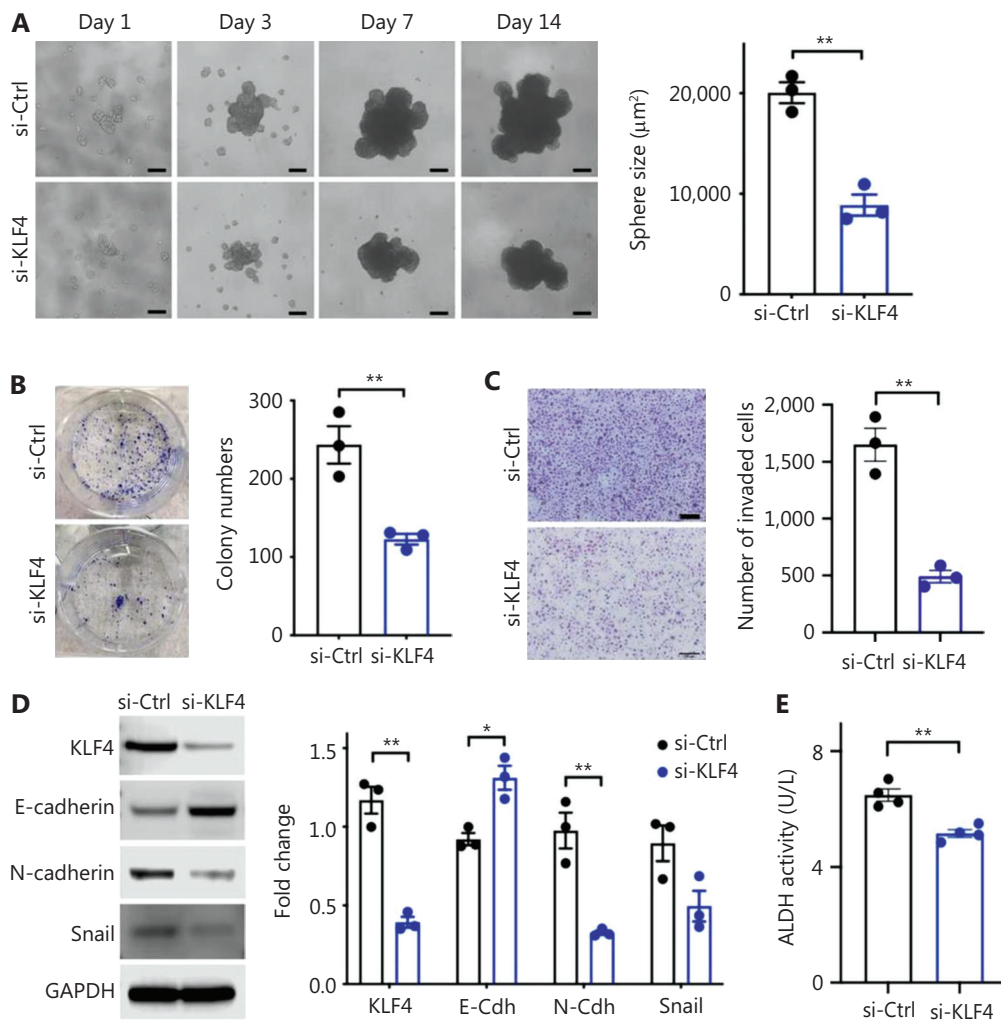 A
Day 1 Day 3 Day 7 Day 14
si-Ctrl
si-KLF4
Sphere size (μm²)
20,000
10,000
0
**
si-Ctrl si-KLF4
B
si-Ctrl
si-KLF4
Colony numbers
300
200
100
0
**
si-Ctrl si-KLF4
C
si-Ctrl
si-KLF4
Number of invaded cells
2,000
1,500
1,000
500
0
**
si-Ctrl si-KLF4
D
si-Ctrl si-KLF4
KLF4
E-cadherin
N-cadherin
Snail
GAPDH
Fold change
1.5
1.0
0.5
0.0
**
*
**
si-Ctrl
si-KLF4
KLF4 E-Cdh N-Cdh Snail
E
ALDH activity (U/L)
8
4
0
**
si-Ctrl si-KLF4